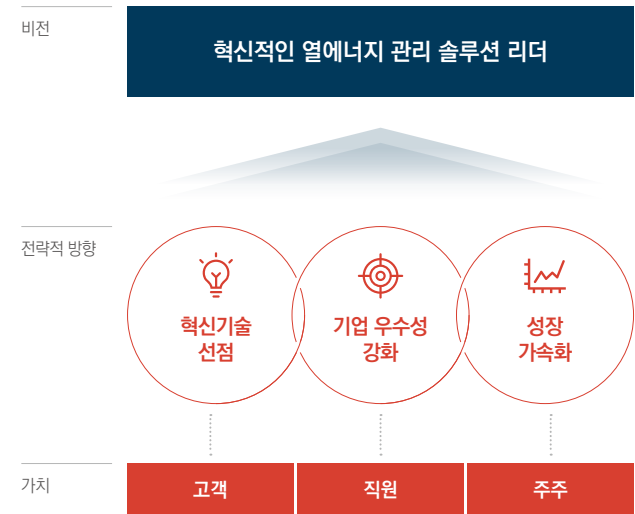 비전
혁신적인 열에너지 관리 솔루션 리더
전략적 방향
혁신기술
선점
기업 우수성
강화
성장
가속화
가치
고객
직원
주주